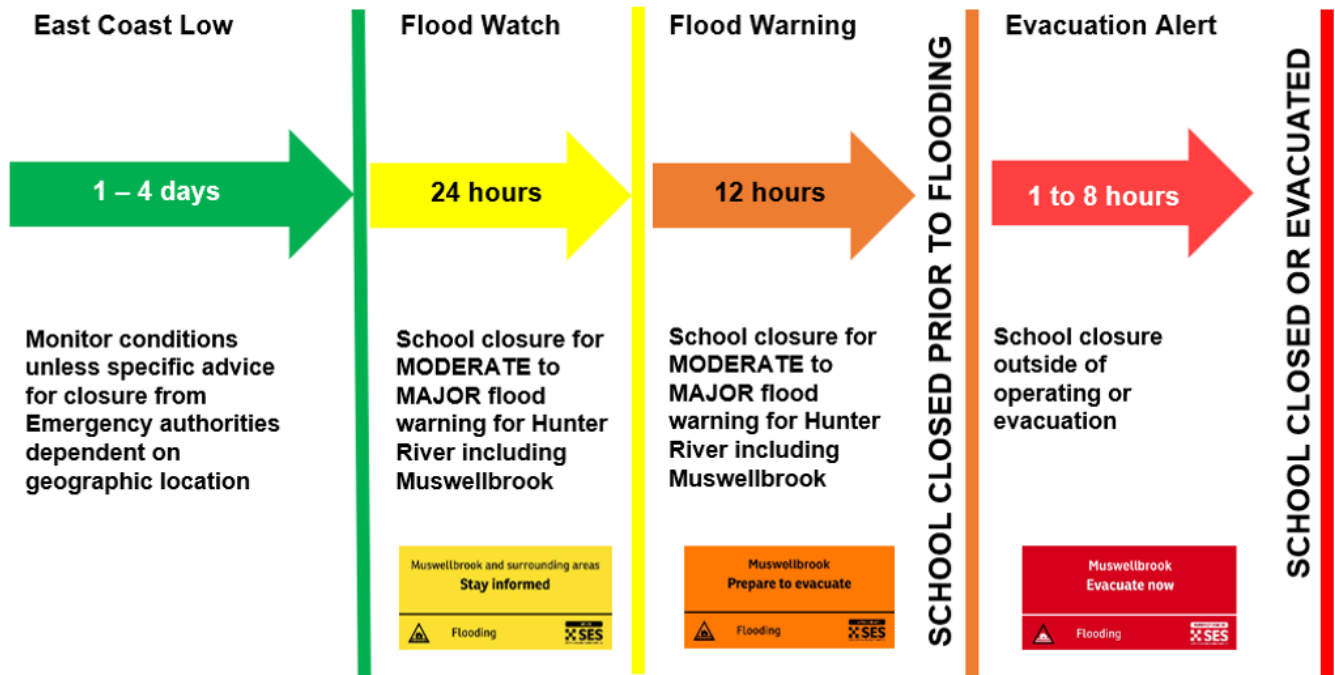 East Coast Low
1 – 4 days
Monitor conditions
unless specific advice
for closure from
Emergency authorities
dependent on
geographic location
Flood Watch
24 hours
School closure for
MODERATE to
MAJOR flood
warning for Hunter
River including
Muswellbrook
Muswellbrook and surrounding areas
Stay informed
Flooding
SES
Flood Warning
12 hours
School closure for
MODERATE to
MAJOR flood
warning for Hunter
River including
Muswellbrook
Muswellbrook
Prepare to evacuate
Flooding
SES
SCHOOL CLOSED PRIOR TO FLOODING
Evacuation Alert
1 to 8 hours
School closure
outside of
operating or
evacuation
Muswellbrook
Evacuate now
Flooding
SES
SCHOOL CLOSED OR EVACUATED